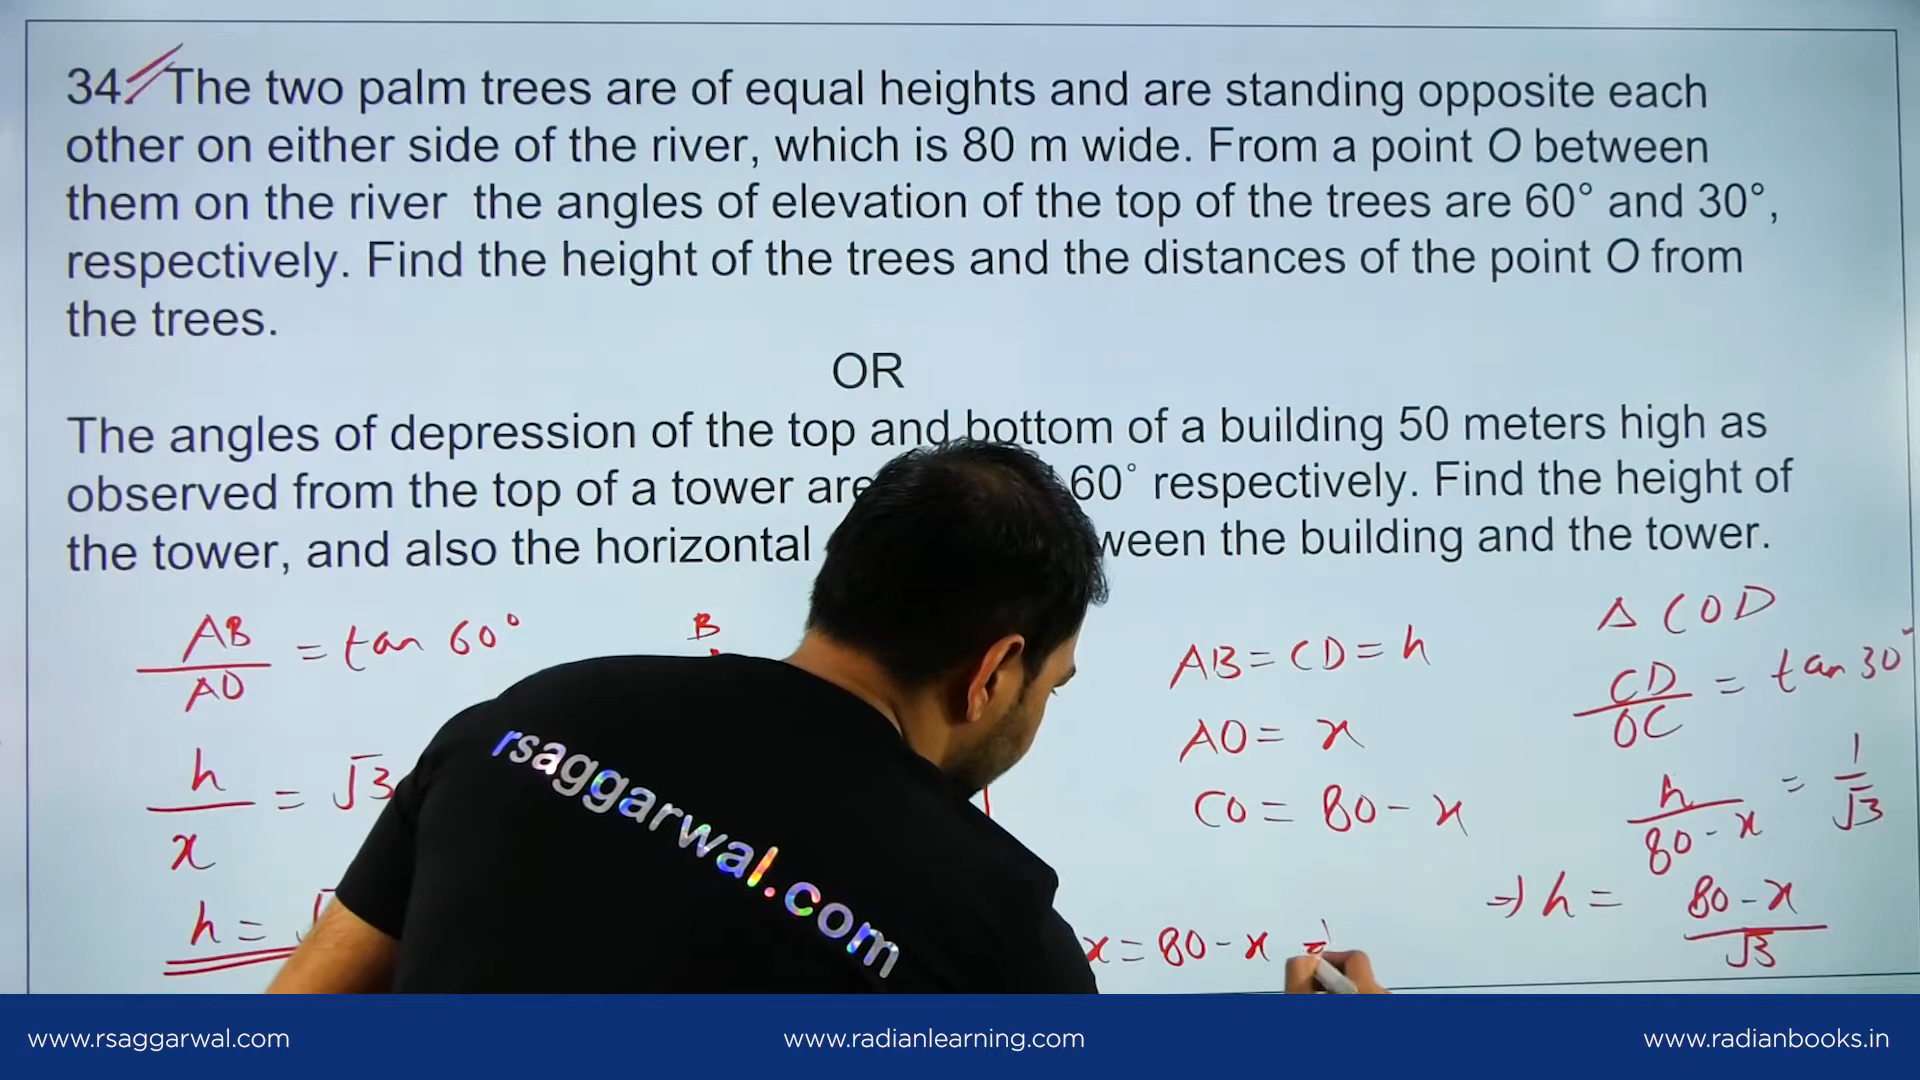 34. The two palm trees are of equal heights and are standing opposite each
other on either side of the river, which is 80 m wide. From a point O between
them on the river the angles of elevation of the top of the trees are 60° and 30°,
respectively. Find the height of the trees and the distances of the point O from
the trees.
OR
The angles of depression of the top and bottom of a building 50 meters high as
observed from the top of a tower are 60° respectively. Find the height of
the tower, and also the horizontal ween the building and the tower.
AB/AO = tan 60°
h/x = √3
h =
B
AB = CD = h
AO = x
CO = 80 - x
x = 80 - x
Δ COD
CD/OC = tan 30°
h/80 - x = 1/√3
⇒ h = 80 - x/√3
rsaggarwal.com
www.rsaggarwal.com
www.radianlearning.com
www.radianbooks.in